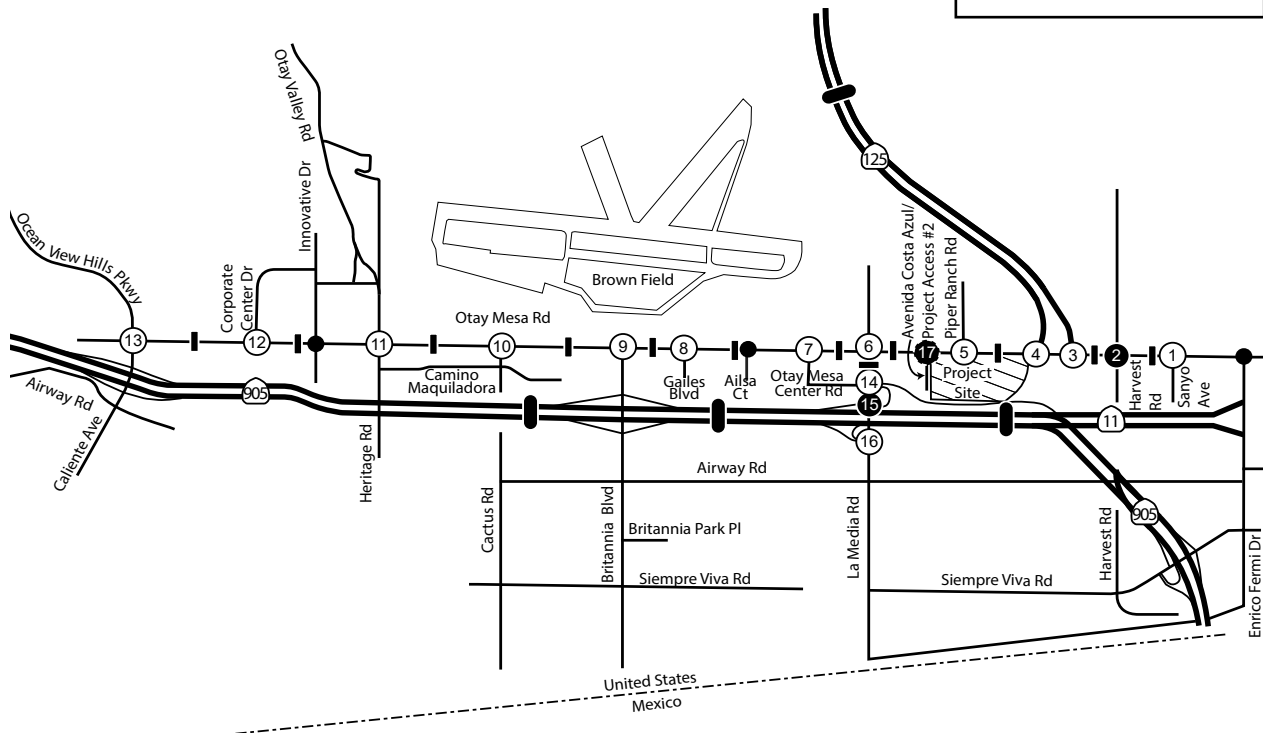 125
Otay Valley Rd
Innovative Dr
Avenida Costa Azul/
Project Access #2
Piper Ranch Rd
Ocean View Hills Pkwy
Corporate
Center Dr
Brown Field
Otay Mesa Rd
13
12
11
10
9
8
7
6
17
5
4
3
2
1
Camino
Maquiladora
Gailes
Blvd
Ailsa
Ct
Otay Mesa
Center Rd
14
Project
Site
Harvest
Rd
Sanyo
Ave
Airway Rd
905
15
11
Caliente Ave
Heritage Rd
16
Airway Rd
Cactus Rd
Britannia Blvd
La Media Rd
905
Britannia Park Pl
Harvest Rd
Siempre Viva Rd
Siempre Viva Rd
Enrico Fermi Dr
United States
Mexico